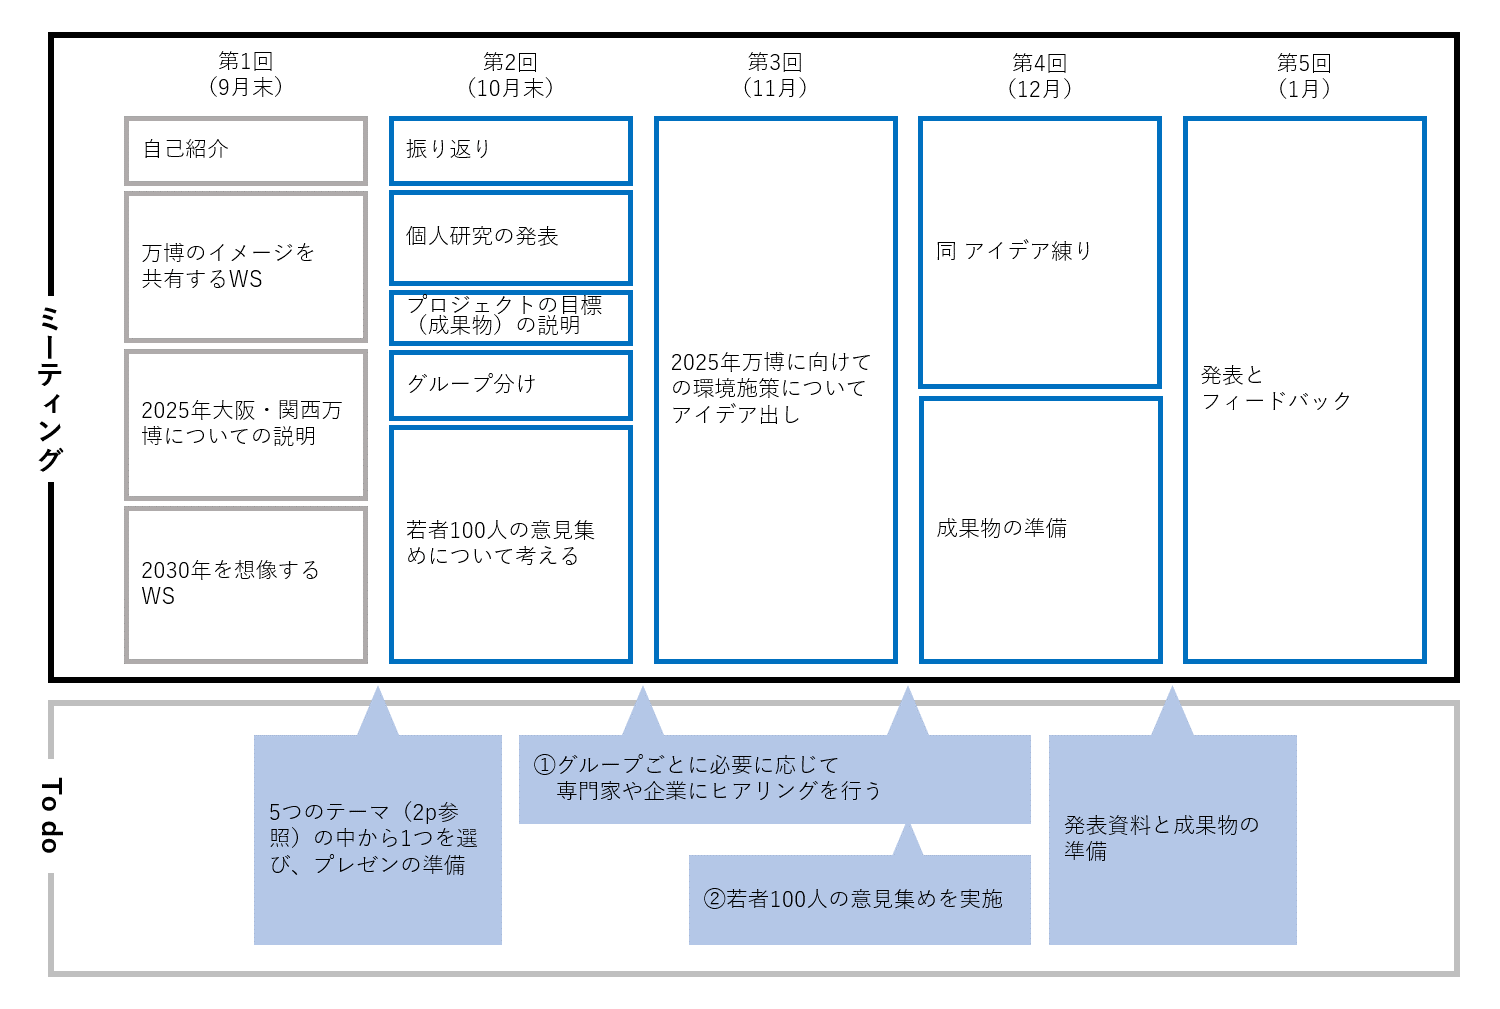 第1回
（9月末）
第2回
（10月末）
第3回
（11月）
第4回
（12月）
第5回
（1月）
ミーティング
自己紹介
万博のイメージを
共有するWS
2025年大阪・関西万
博についての説明
2030年を想像する
WS
振り返り
個人研究の発表
プロジェクトの目標
（成果物）の説明
グループ分け
若者100人の意見集
めについて考える
2025年万博に向けて
の環境施策について
アイデア出し
同 アイデア練り
成果物の準備
発表と
フィードバック
To do
5つのテーマ（2p参
照）の中から1つを選
び、プレゼンの準備
①グループごとに必要に応じて
専門家や企業にヒアリングを行う
②若者100人の意見集めを実施
発表資料と成果物の
準備